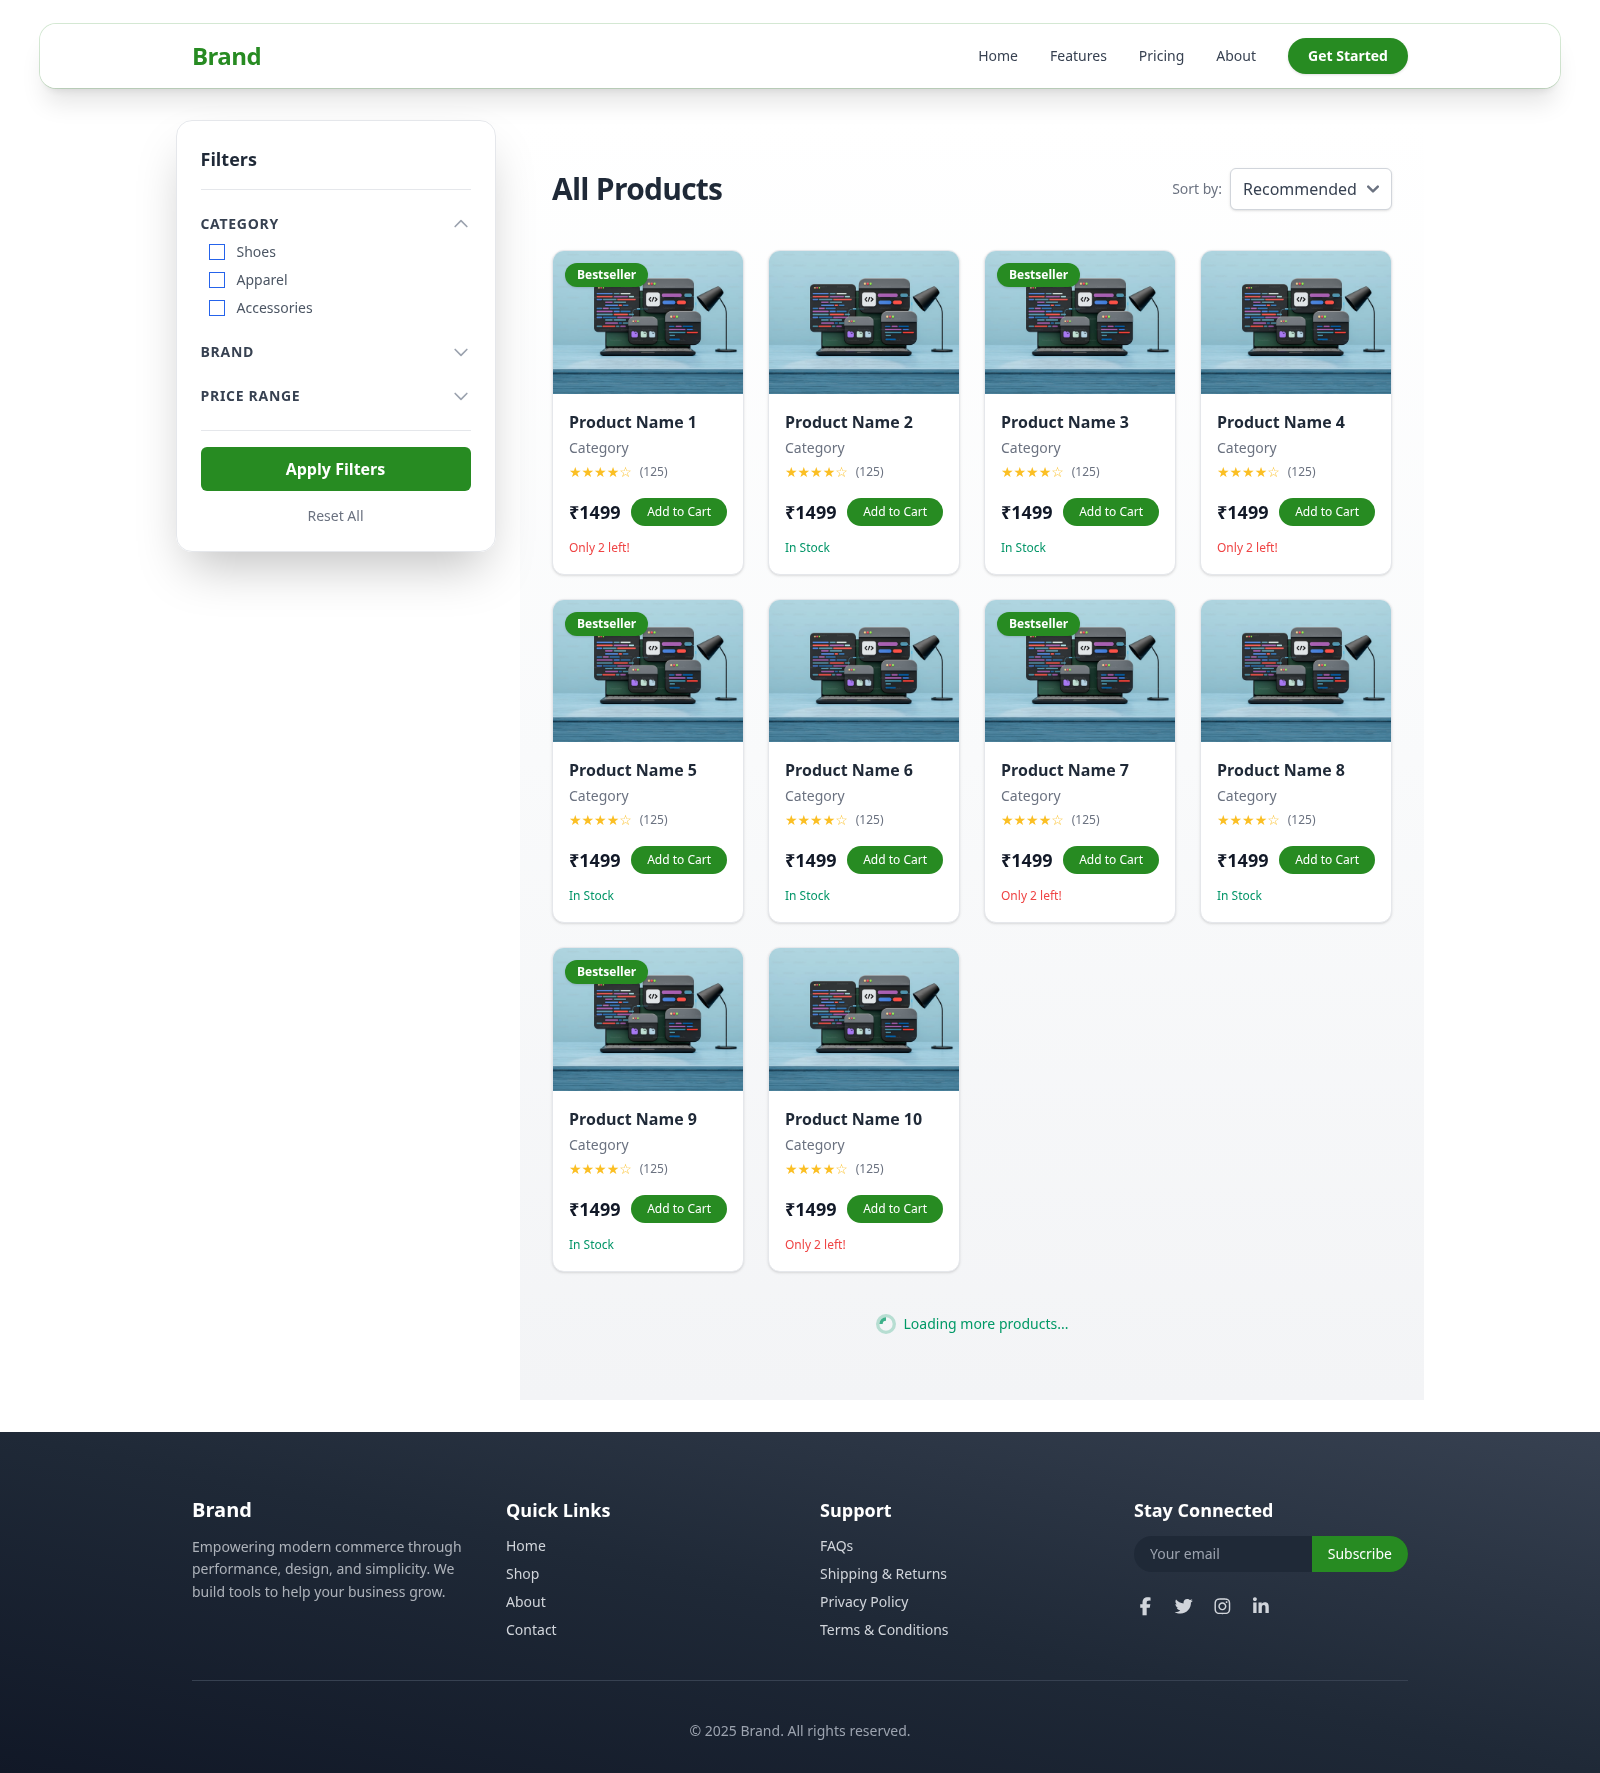 Brand
Home Features Pricing About Get Started
Filters
CATEGORY
Shoes
Apparel
Accessories
BRAND
PRICE RANGE
Apply Filters
Reset All
All Products
Sort by: Recommended
Bestseller
Product Name 1
Category
★★★★☆ (125)
₹1499 Add to Cart
Only 2 left!
Product Name 2
Category
★★★★☆ (125)
₹1499 Add to Cart
In Stock
Bestseller
Product Name 3
Category
★★★★☆ (125)
₹1499 Add to Cart
In Stock
Product Name 4
Category
★★★★☆ (125)
₹1499 Add to Cart
Only 2 left!
Bestseller
Product Name 5
Category
★★★★☆ (125)
₹1499 Add to Cart
In Stock
Product Name 6
Category
★★★★☆ (125)
₹1499 Add to Cart
In Stock
Bestseller
Product Name 7
Category
★★★★☆ (125)
₹1499 Add to Cart
Only 2 left!
Product Name 8
Category
★★★★☆ (125)
₹1499 Add to Cart
In Stock
Bestseller
Product Name 9
Category
★★★★☆ (125)
₹1499 Add to Cart
In Stock
Product Name 10
Category
★★★★☆ (125)
₹1499 Add to Cart
Only 2 left!
Loading more products...
Brand
Empowering modern commerce through
performance, design, and simplicity. We
build tools to help your business grow.
Quick Links
Home
Shop
About
Contact
Support
FAQs
Shipping & Returns
Privacy Policy
Terms & Conditions
Stay Connected
Your email Subscribe
© 2025 Brand. All rights reserved.